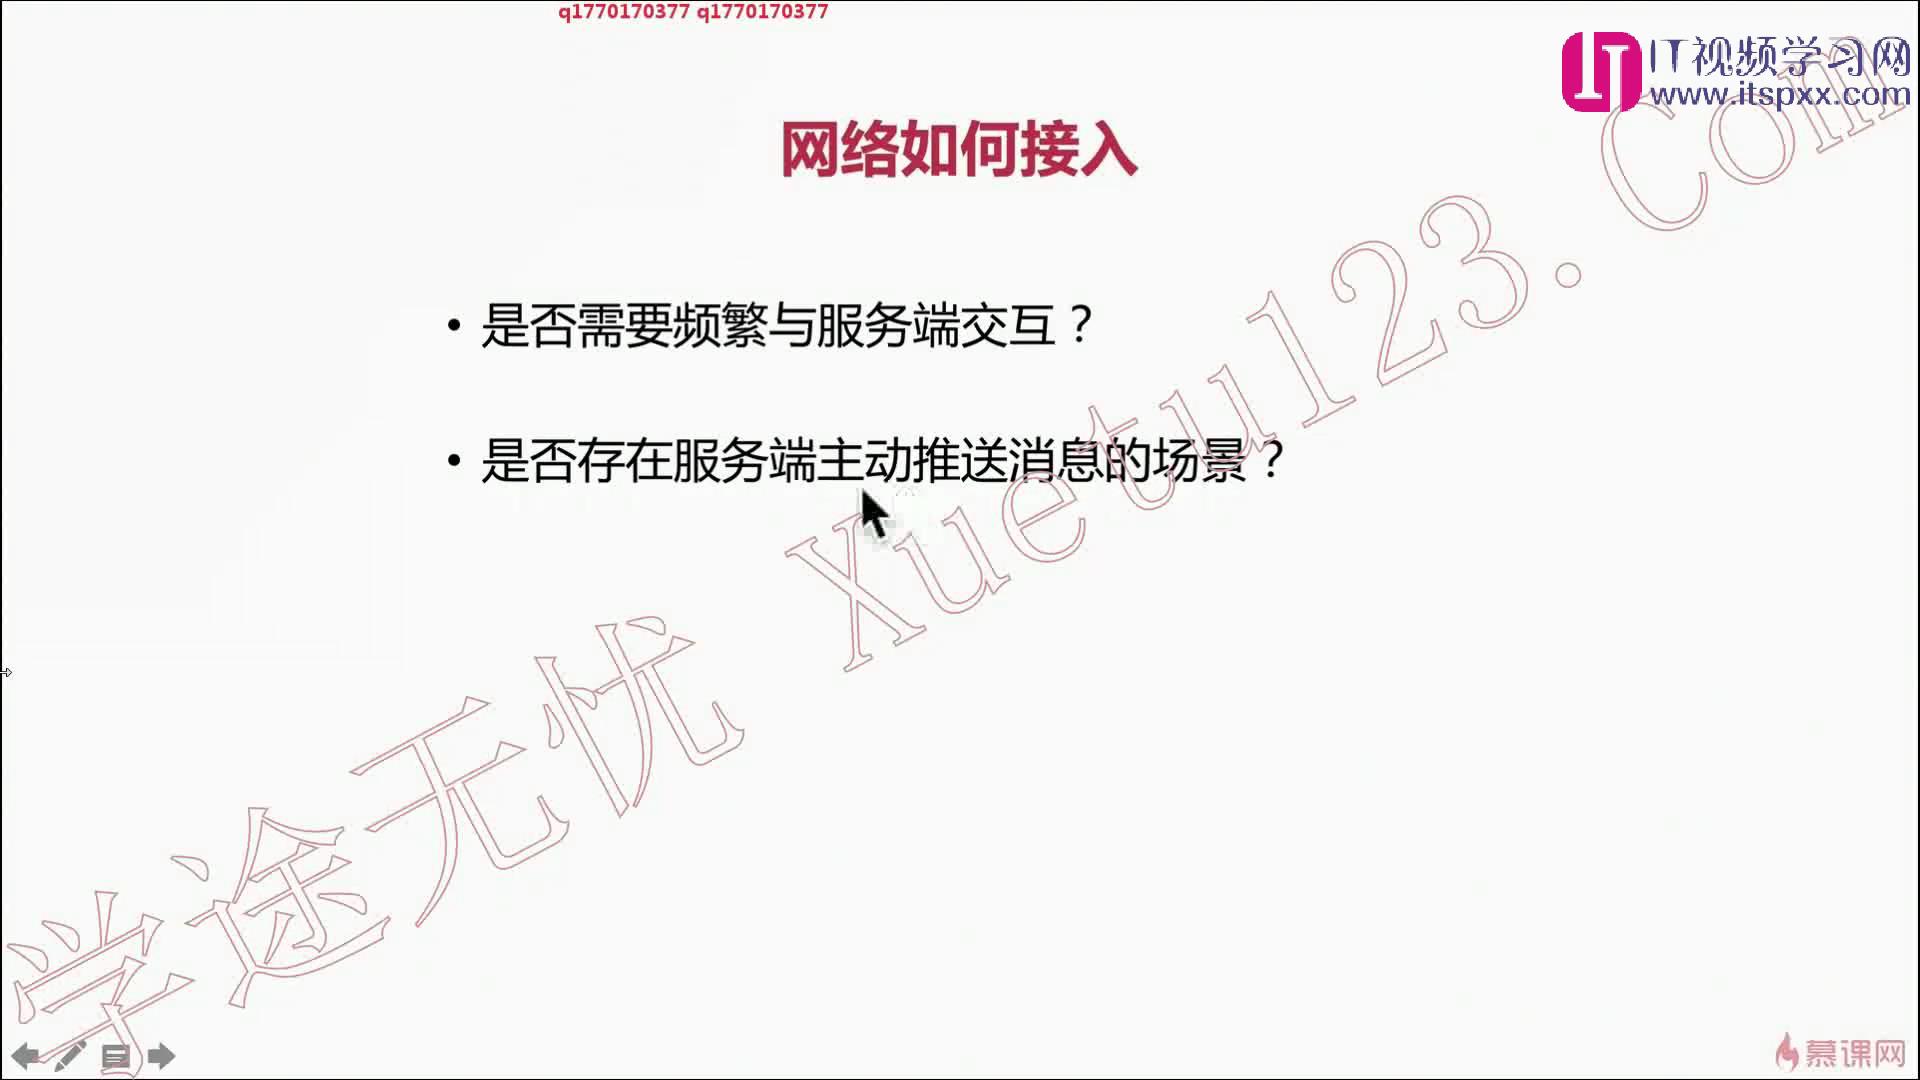 q1770170377 q1770170377
IT视频学习网
www.itspxx.com
网络如何接入
• 是否需要频繁与服务端交互？
• 是否存在服务端主动推送消息的场景？
学途无忧 Xuetu123.Com
慕课网